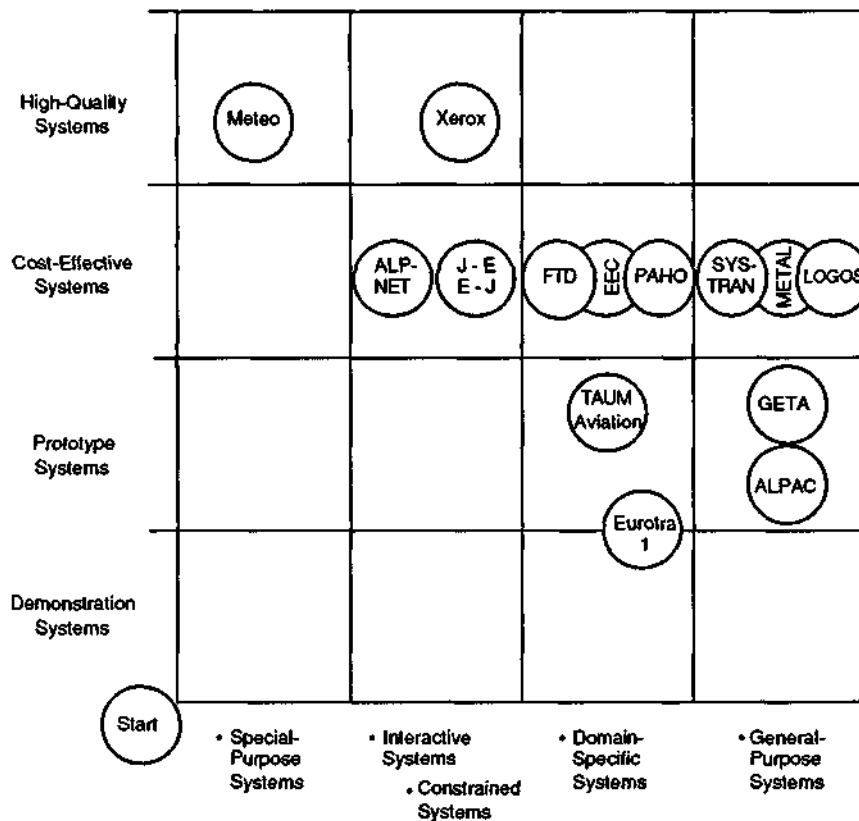 High-Quality
Systems
Meteo
Xerox
Cost-Effective
Systems
ALP-
NET
J - E
E - J
FTD
EEC
PAHO
SYS-
TRAN
METAL
LOGOS
Prototype
Systems
TAUM
Aviation
GETA
ALPAC
Eurotra
1
Demonstration
Systems
Start
• Special-
Purpose
Systems
• Interactive
Systems
• Constrained
Systems
• Domain-
Specific
Systems
• General-
Purpose
Systems